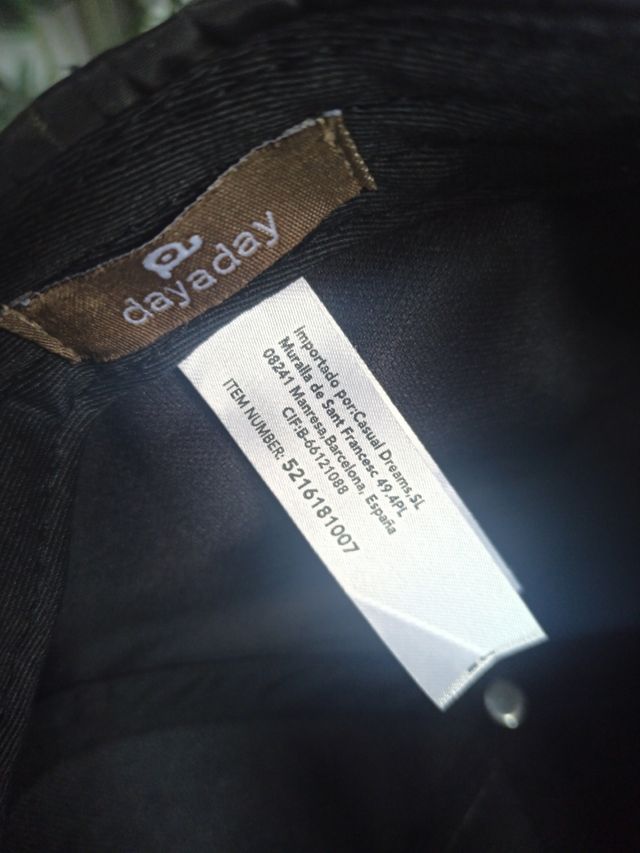 dayaday
Importado por:Casual Dreams,SL
Muralla de Sant Francesc 49,4PL
08241 Manresa,Barcelona, España
CIF:B-66121088
ITEM NUMBER: 5216181007